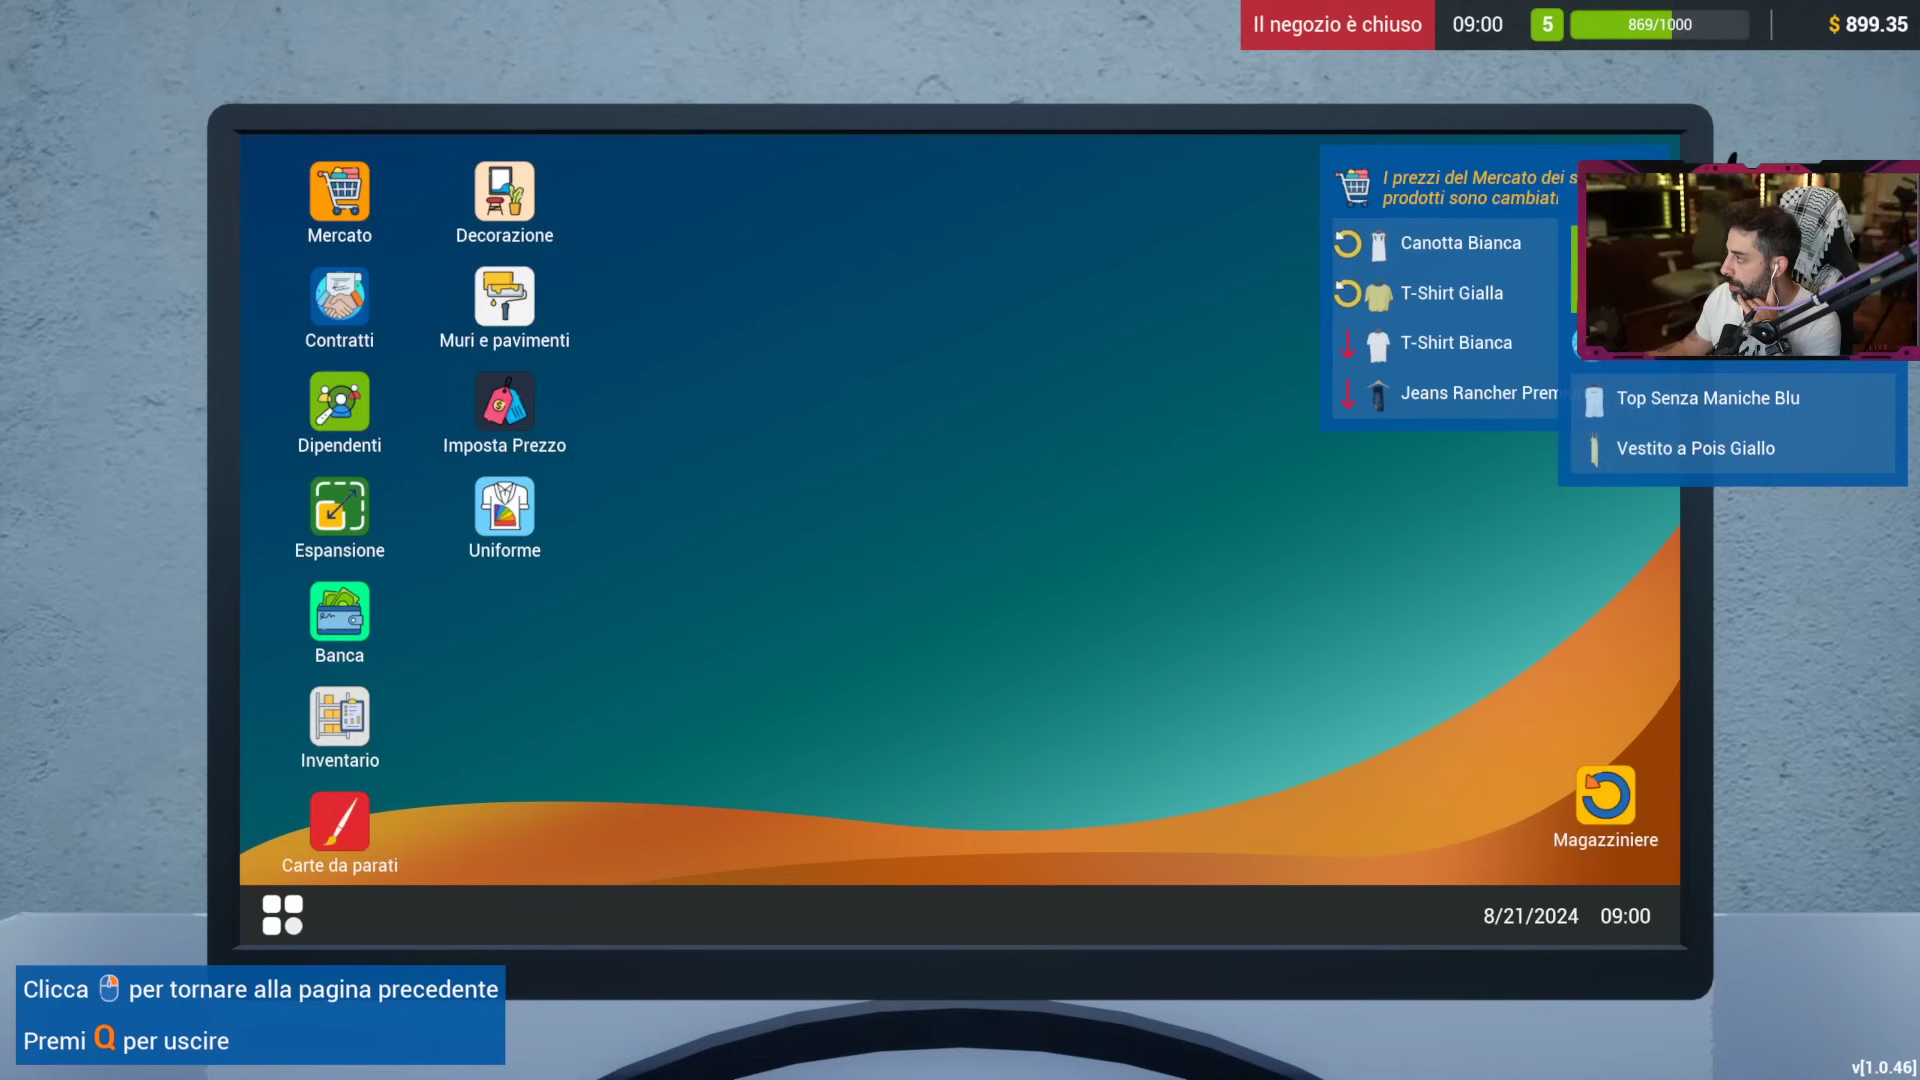 Il negozio è chiuso
09:00
5
869/1000
$ 899.35
Mercato
Decorazione
Contratti
Muri e pavimenti
Dipendenti
Imposta Prezzo
Espansione
Uniforme
Banca
Inventario
Carte da parati
I prezzi del Mercato dei
prodotti sono cambiati
Canotta Bianca
T-Shirt Gialla
T-Shirt Bianca
Jeans Rancher Prem
Top Senza Maniche Blu
Vestito a Pois Giallo
Magazziniere
8/21/2024 09:00
Clicca per tornare alla pagina precedente
Premi Q per uscire
v[1.0.46]